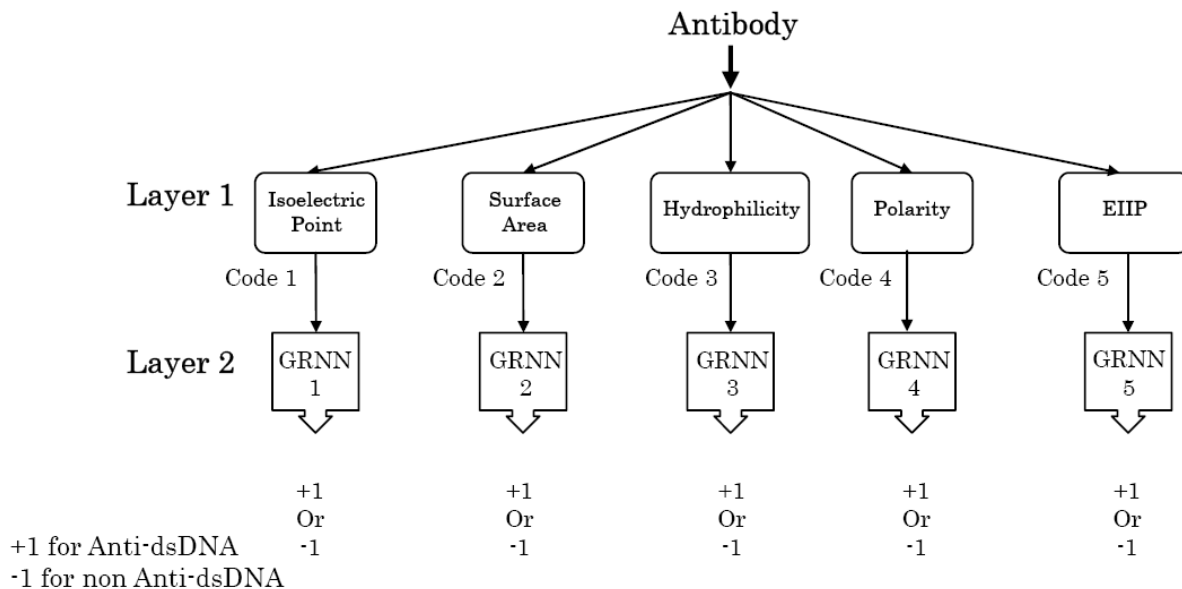 Antibody
Layer 1
Isoelectric
Point
Surface
Area
Hydrophilicity
Polarity
EIIP
Code 1
Code 2
Code 3
Code 4
Code 5
Layer 2
GRNN
1
GRNN
2
GRNN
3
GRNN
4
GRNN
5
+1
Or
-1
+1
Or
-1
+1
Or
-1
+1
Or
-1
+1
Or
-1
+1 for Anti-dsDNA
-1 for non Anti-dsDNA